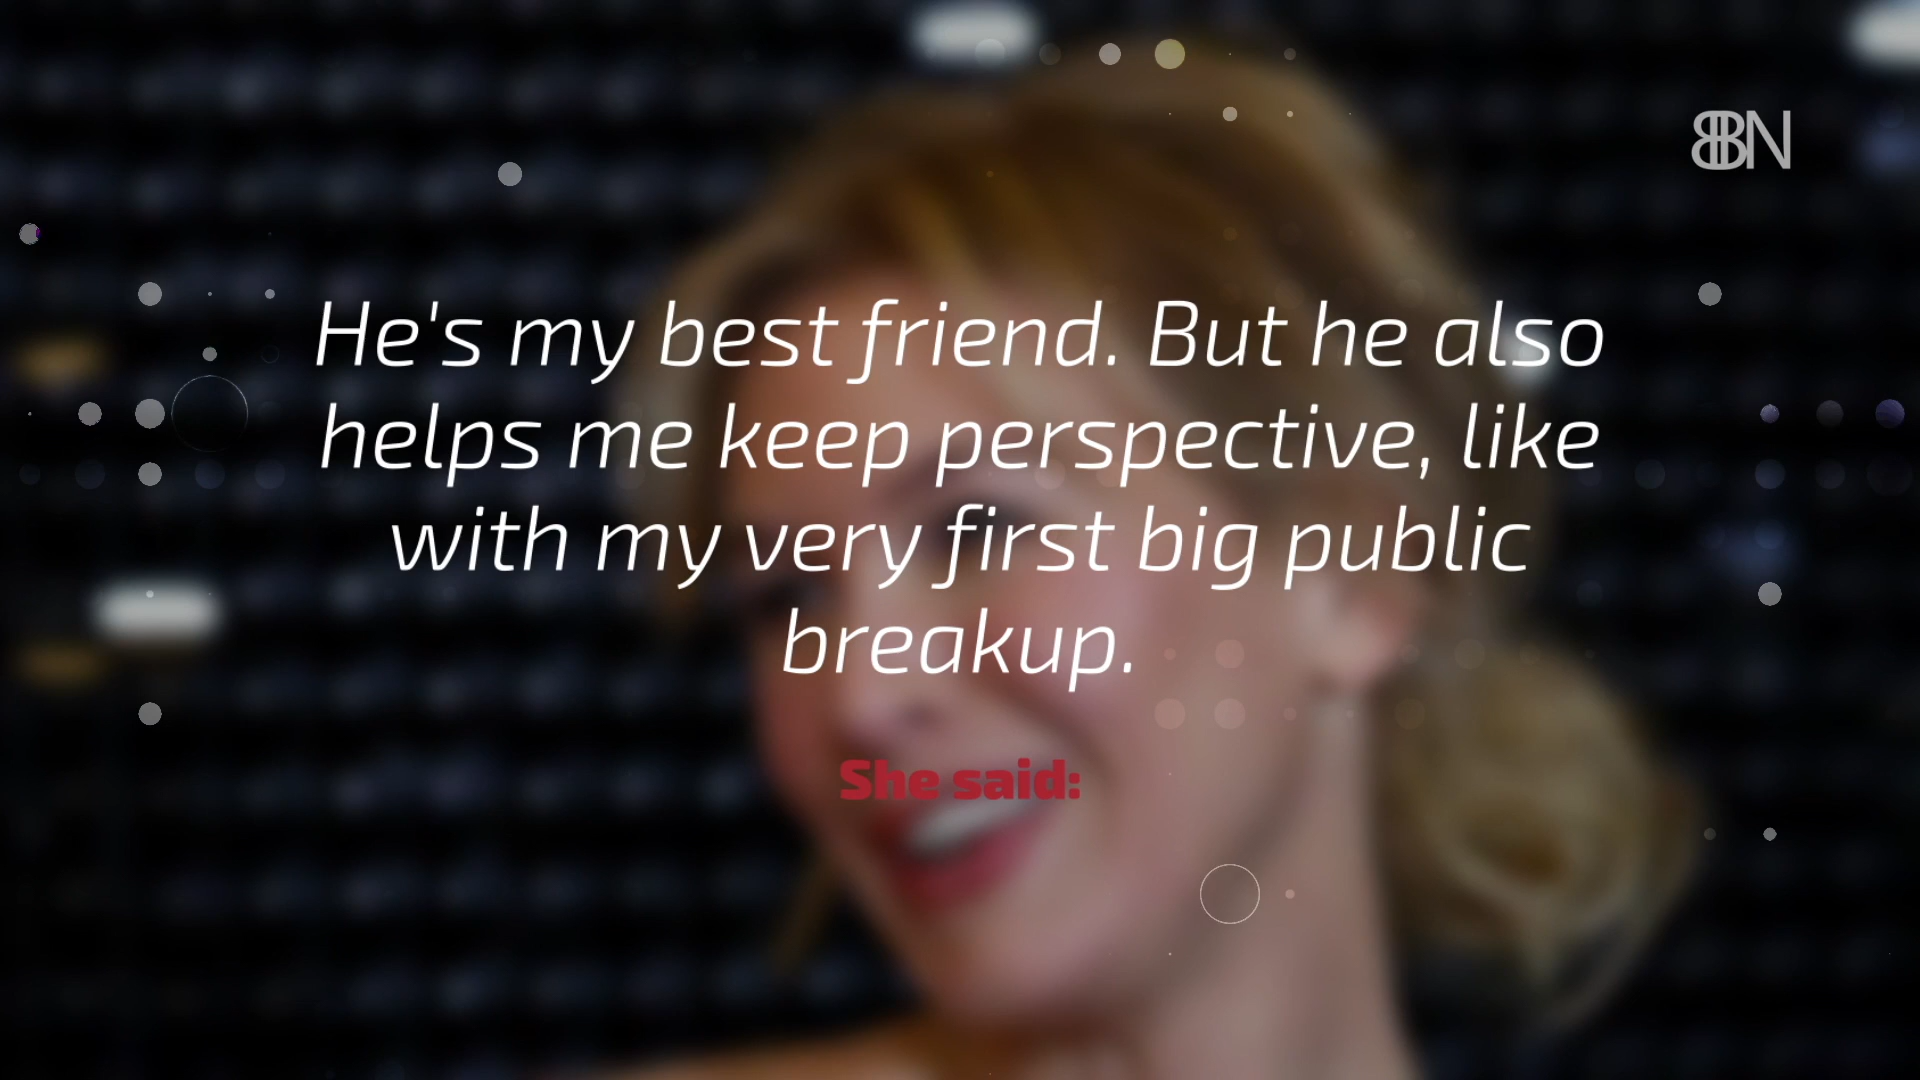 BBN
He's my best friend. But he also
helps me keep perspective, like
with my very first big public
breakup.
She said: